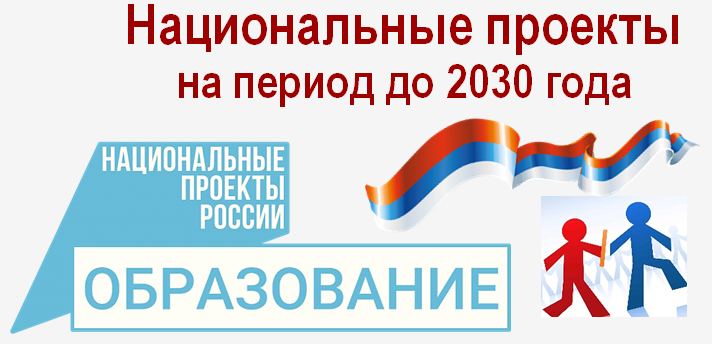 Национальные проекты
на период до 2030 года
НАЦИОНАЛЬНЫЕ
ПРОЕКТЫ
РОССИИ
ОБРАЗОВАНИЕ